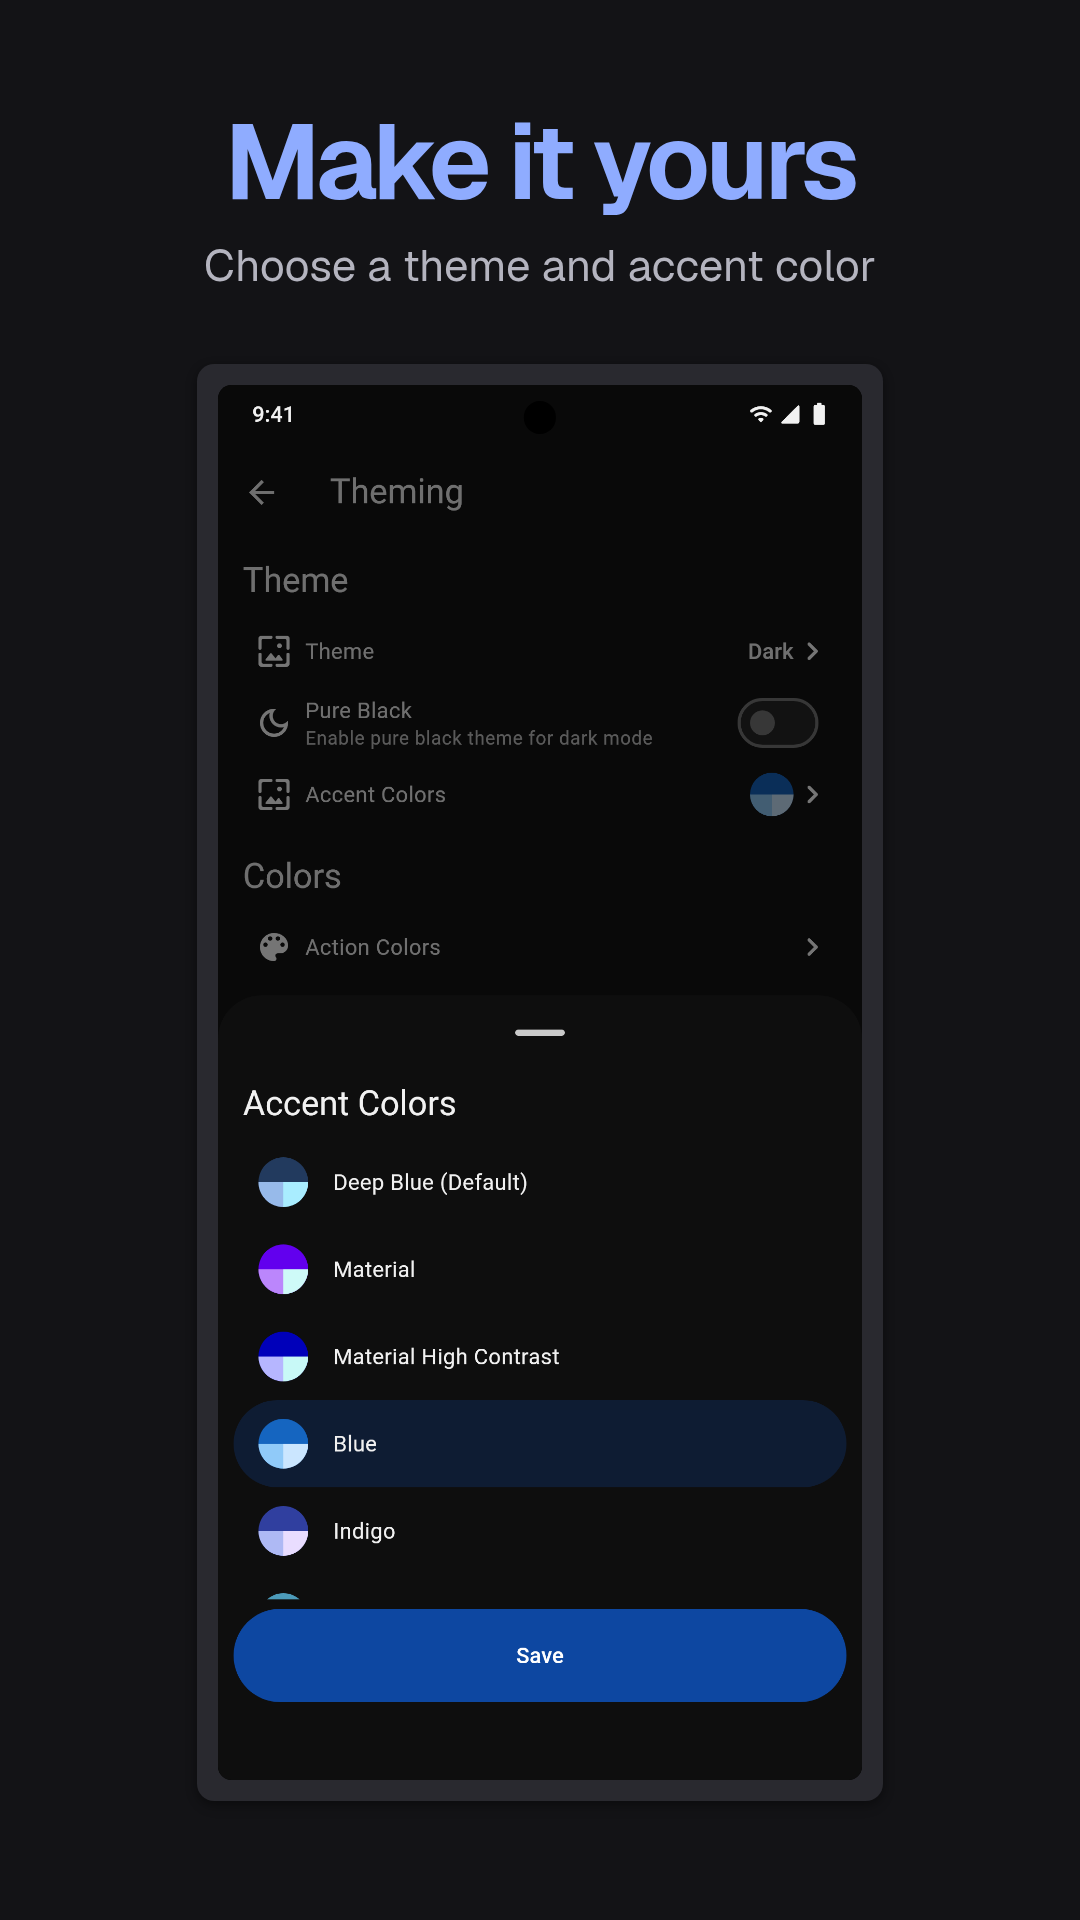 Make it yours
Choose a theme and accent color
9:41
Theming
Theme
Theme
Dark
Pure Black
Enable pure black theme for dark mode
Accent Colors
Colors
Action Colors
Accent Colors
Deep Blue (Default)
Material
Material High Contrast
Blue
Indigo
Save